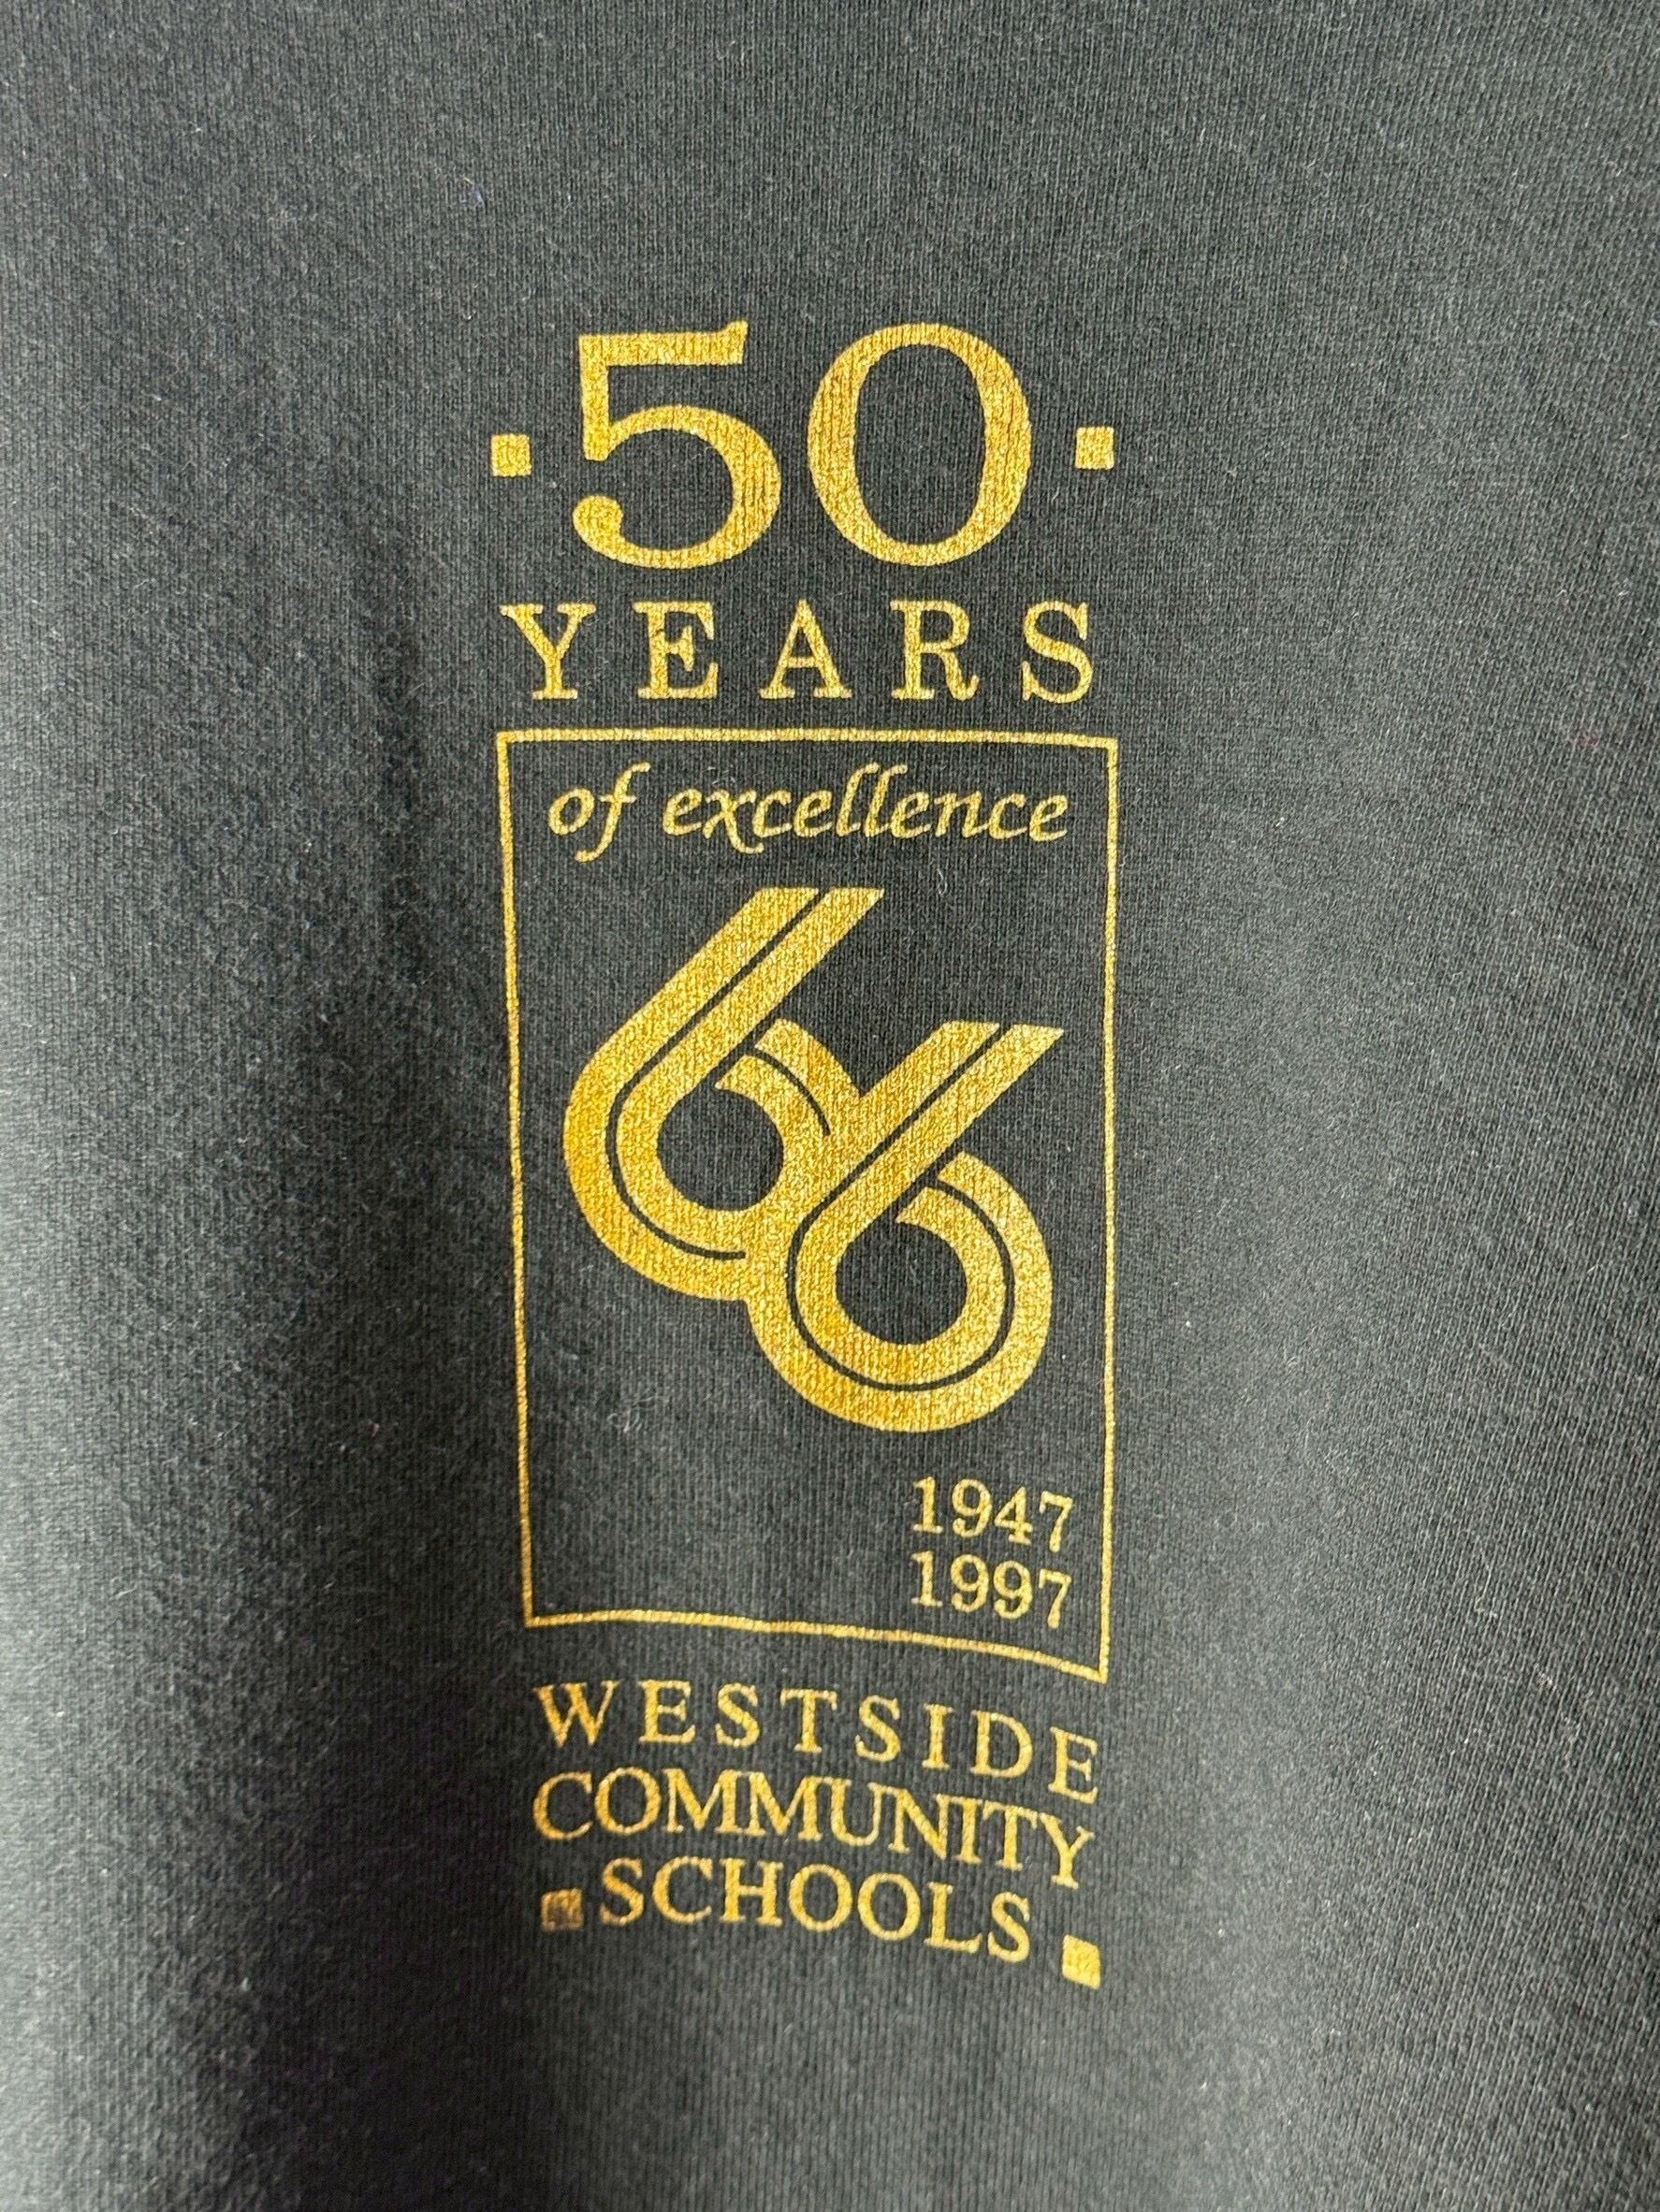 ·50·
YEARS
of excellence
66
1947
1997
WESTSIDE
COMMUNITY
SCHOOLS